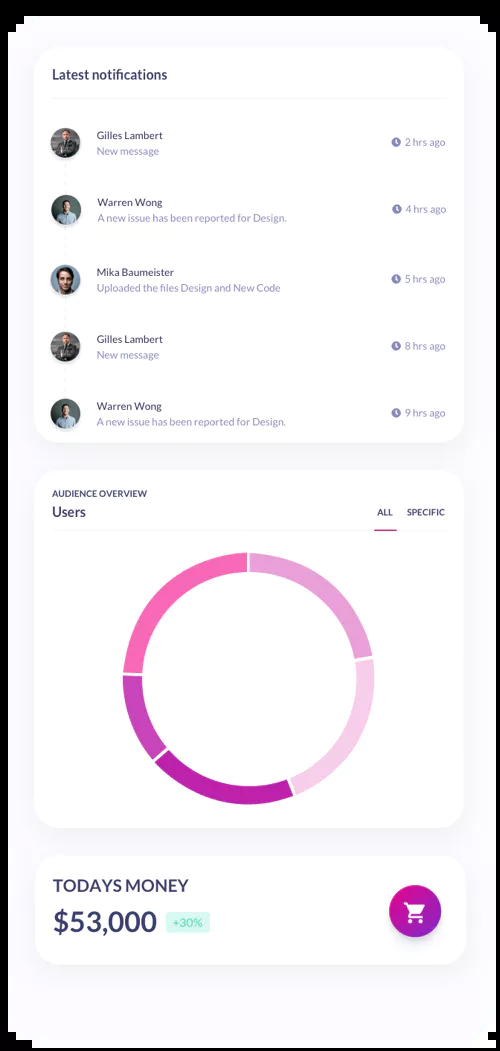 Latest notifications
Gilles Lambert
New message
2 hrs ago
Warren Wong
A new issue has been reported for Design.
4 hrs ago
Mika Baumeister
Uploaded the files Design and New Code
5 hrs ago
Gilles Lambert
New message
8 hrs ago
Warren Wong
A new issue has been reported for Design.
9 hrs ago
AUDIENCE OVERVIEW
Users
ALL SPECIFIC
TODAYS MONEY
$53,000 +30%